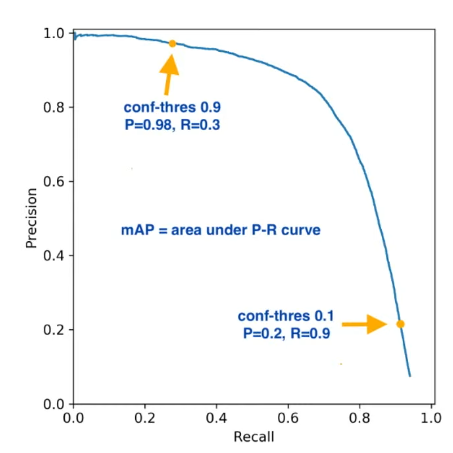 1.0
0.8
0.6
0.4
0.2
0.0
Precision
conf-thres 0.9
P=0.98, R=0.3
mAP = area under P-R curve
conf-thres 0.1
P=0.2, R=0.9
0.0 0.2 0.4 0.6 0.8 1.0
Recall